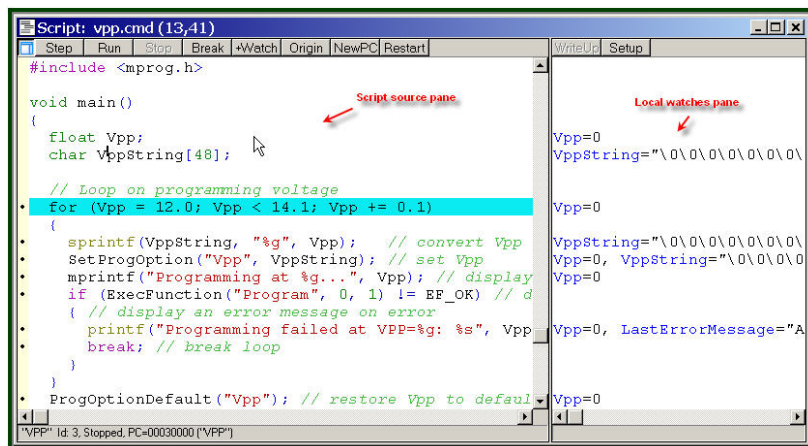 Script: vpp.cmd (13,41)
Step Run Stop Break +Watch Origin NewPC Restart WriteUp Setup
#include <mprog.h>
void main()
Script source pane
Local watches pane
{
float Vpp; Vpp=0
char VppString[48]; VppString="\0\0\0\0\0\0\0\
// Loop on programming voltage
for (Vpp = 12.0; Vpp < 14.1; Vpp += 0.1) Vpp=0
{
sprintf(VppString, "%g", Vpp); // convert Vpp VppString="\0\0\0\0\0\0\0\
SetProgOption("Vpp", VppString); // set Vpp Vpp=0, VppString="\0\0\0\0
mprintf("Programming at %g...", Vpp); // display Vpp=0
if (ExecFunction("Program", 0, 1) != EF_OK) // d
{ // display an error message on error
printf("Programming failed at VPP=%g: %s", Vpp Vpp=0, LastErrorMessage="A
break; // break loop
}
}
ProgOptionDefault("Vpp"); // restore Vpp to defaul Vpp=0
"VPP" Id: 3, Stopped, PC=00030000 ("VPP")